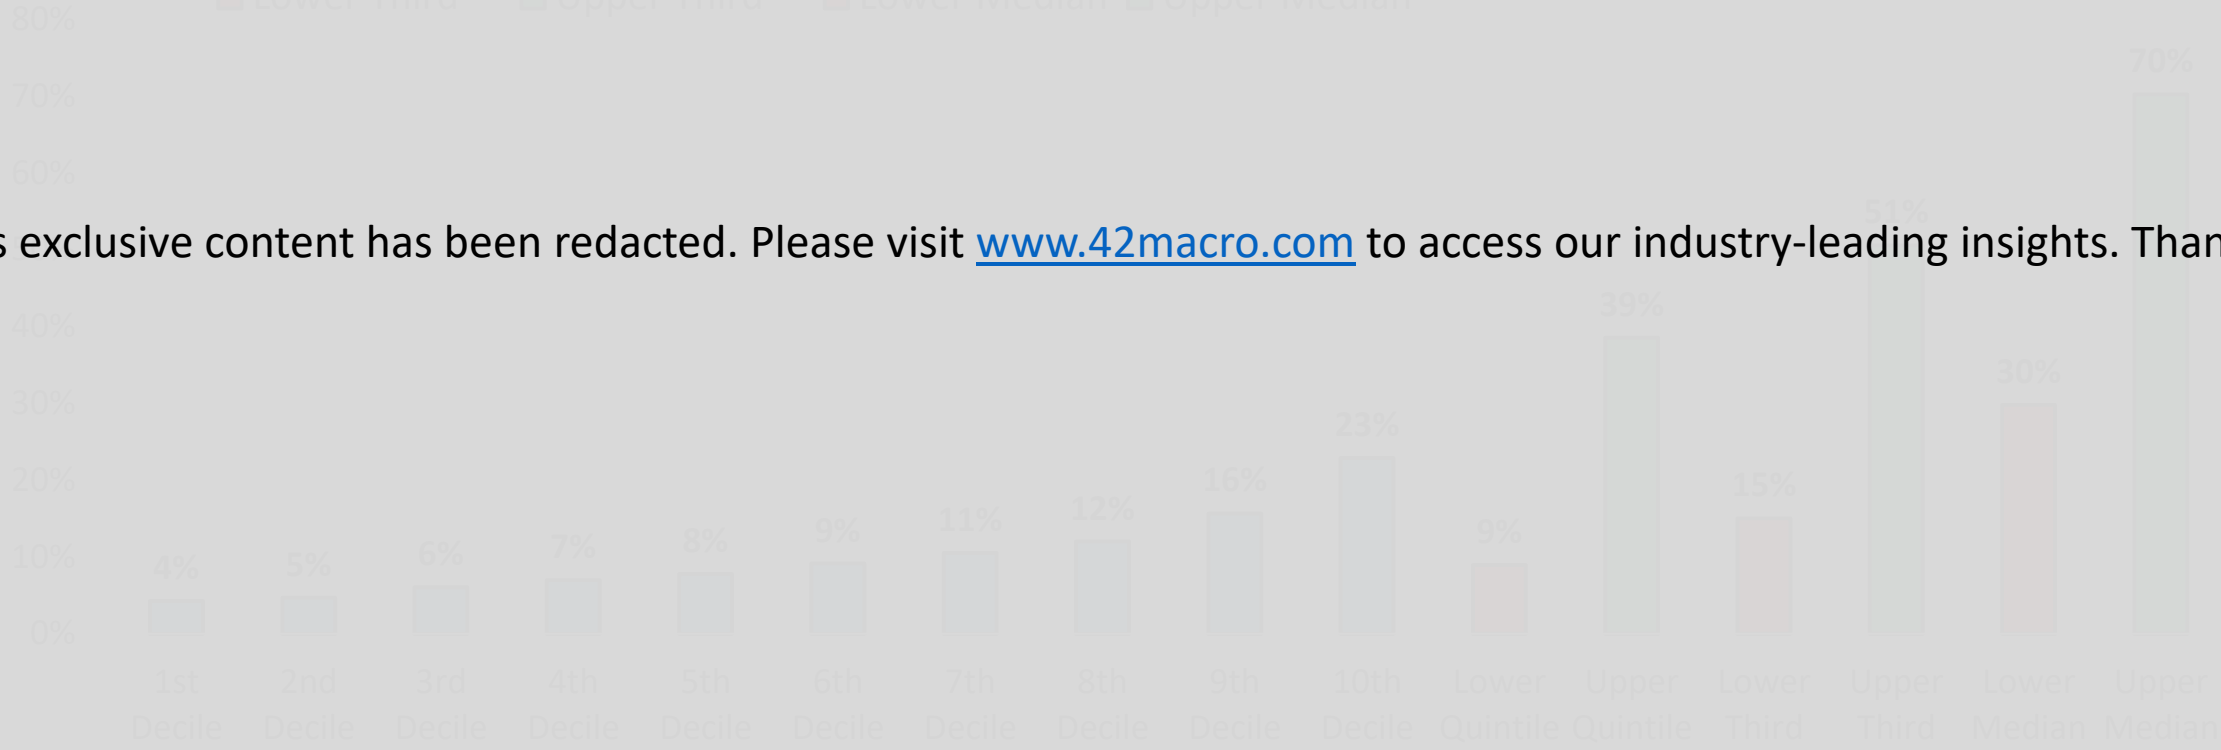 80% Lower Third Upper Third Lower Median Upper Median
70%
70%
60%
51%
s exclusive content has been redacted. Please visit www.42macro.com to access our industry-leading insights. Than
39%
40%
30%
30%
23%
20% 16% 15%
4% 5% 6% 7% 8% 9% 11% 12% 9%
10%
0%
1st 2nd 3rd 4th 5th 6th 7th 8th 9th 10th Lower Upper Lower Upper Lower Upper
Decile Decile Decile Decile Decile Decile Decile Decile Decile Decile Quintile Quintile Third Third Median Median